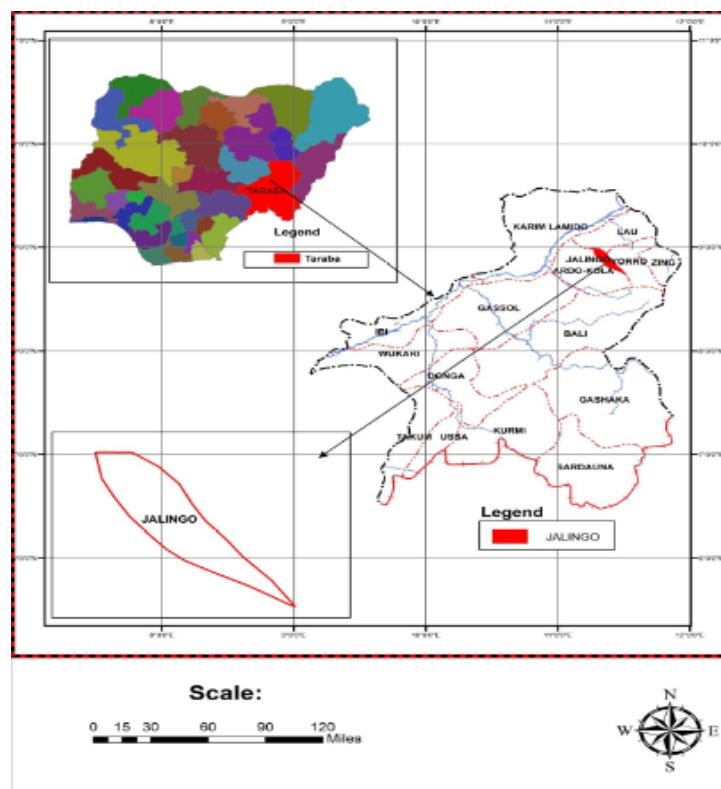 TARABA
Legend
Taraba
KARIM LAMIDO
LAU
JALINGO
YORRO
ZING
ARDO-KOLA
GASSOL
IBI
BALI
WUKARI
DONGA
GASHAKA
TAKUM
USSA
KURMI
SARDAUNA
JALINGO
Legend
JALINGO
Scale:
0 15 30 60 90 120
Miles
N
W E
S